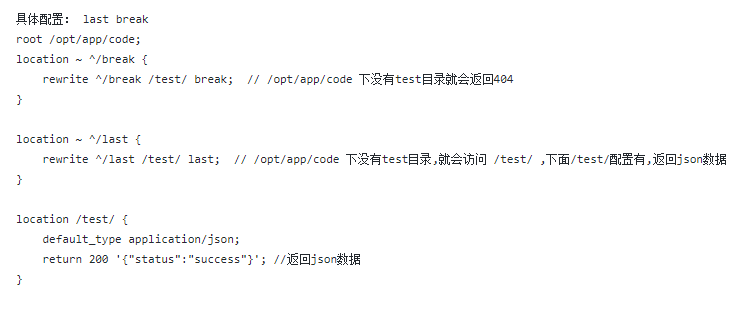 具体配置： last break
root /opt/app/code;
location ~ ^/break {
    rewrite ^/break /test/ break;  // /opt/app/code 下没有test目录就会返回404
}

location ~ ^/last {
    rewrite ^/last /test/ last;  // /opt/app/code 下没有test目录,就会访问 /test/ ,下面/test/配置有,返回json数据
}

location /test/ {
    default_type application/json;
    return 200 '{"status":"success"}'; //返回json数据
}